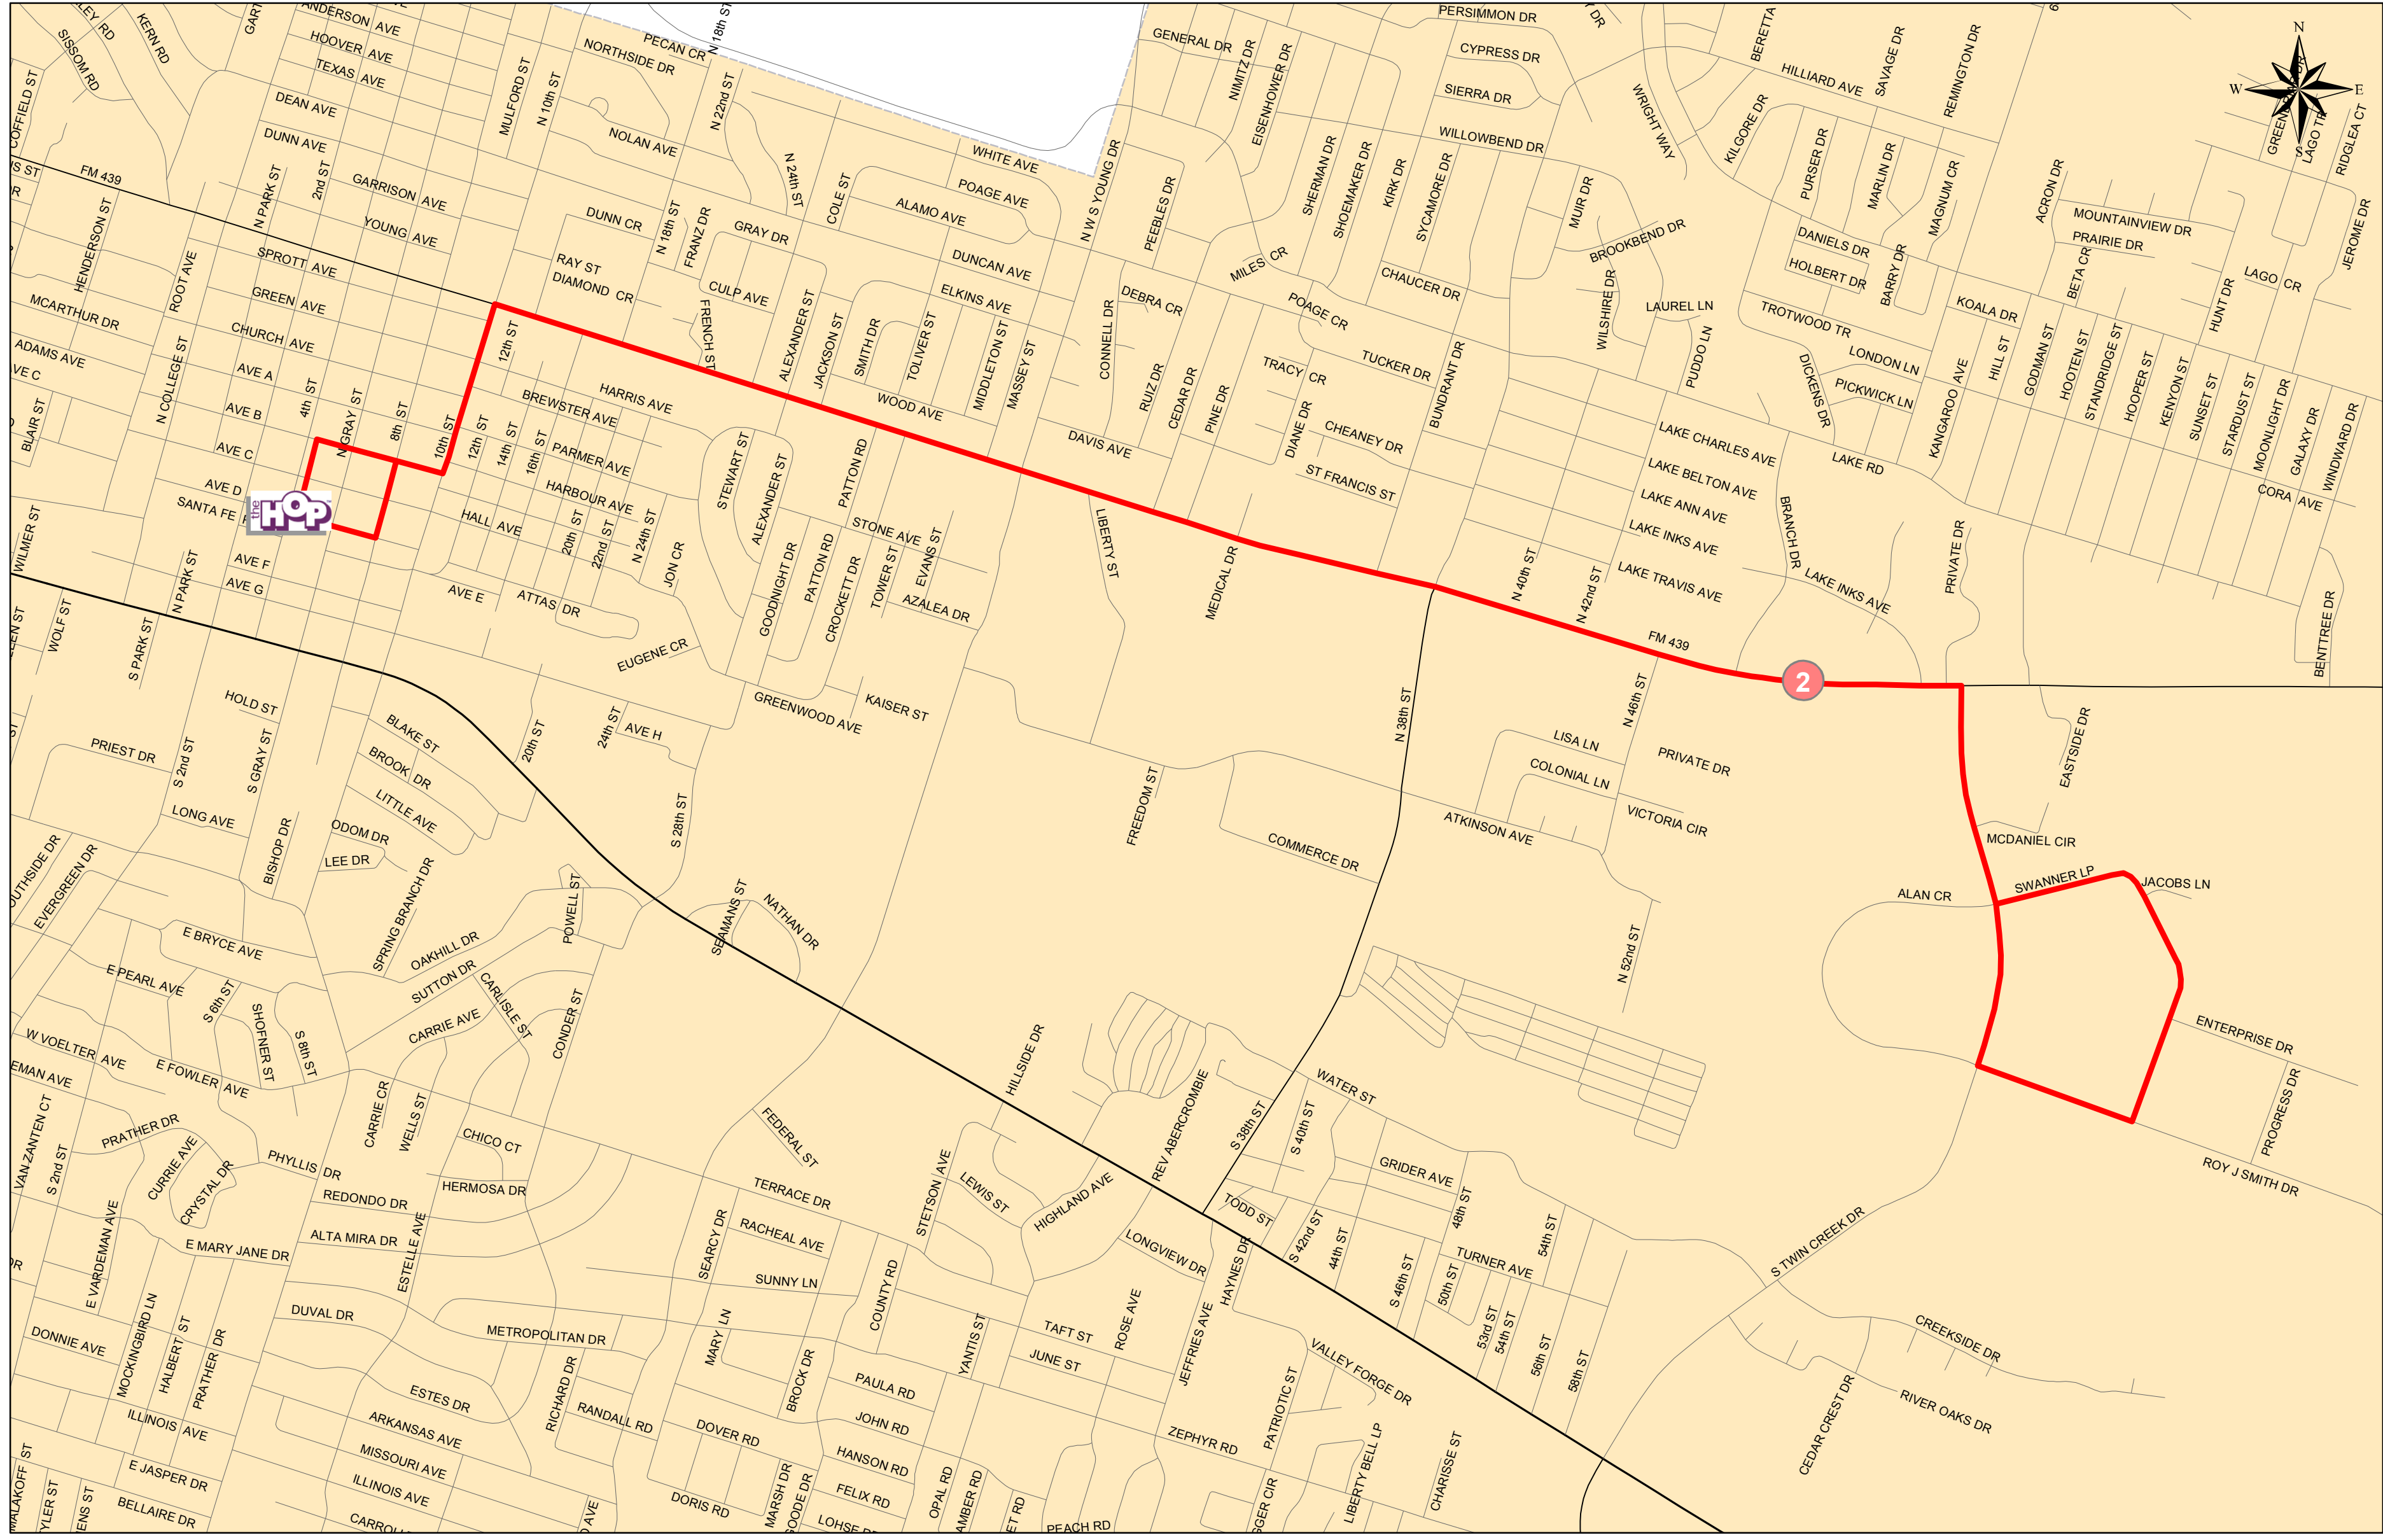 ANDERSON AVE
HOOVER AVE
TEXAS AVE
DEAN AVE
DUNN AVE
SISSOM RD
KERN RD
COFFIELD ST
FM 439
HENDERSON ST
N PARK ST
2nd ST
GARRISON AVE
YOUNG AVE
MULFORD ST
N 10th ST
NORTHSIDE DR
PECAN CR
N 18th ST
N 22nd ST
NOLAN AVE
N 24th ST
COLE ST
WHITE AVE
POAGE AVE
ALAMO AVE
GENERAL DR
NIMITZ DR
EISENHOWER DR
PERSIMMON DR
CYPRESS DR
SIERRA DR
WILLOWBEND DR
WRIGHT WAY
BERETTA
HILLIARD AVE
SAVAGE DR
REMINGTON DR
KILGORE DR
PURSER DR
MARLIN DR
MAGNUM CR
ACRON DR
MOUNTAINVIEW DR
PRAIRIE DR
N
W
E
S
LAGO TR
RIDGLEA CT
JEROME DR
LAGO CR
HUNT DR
BETA CR
SPROTT AVE
GREEN AVE
ROOT AVE
MCARTHUR DR
CHURCH AVE
ADAMS AVE
AVE A
AVE B
AVE C
AVE D
SANTA FE
BLAIR ST
N COLLEGE ST
4th ST
N GRAY ST
8th ST
10th ST
12th ST
DUNN CR
RAY ST
DIAMOND CR
N 18th ST
FRANZ DR
GRAY DR
CULP AVE
FRENCH ST
ALEXANDER ST
JACKSON ST
SMITH DR
TOLIVER ST
MIDDLETON ST
MASSEY ST
DUNCAN AVE
ELKINS AVE
WOOD AVE
N W S YOUNG DR
PEEBLES DR
CONNELL DR
DEBRA CR
RUIZ DR
CEDAR DR
PINE DR
DAVIS AVE
MILES CR
POAGE CR
SHERMAN DR
SHOEMAKER DR
KIRK DR
SYCAMORE DR
CHAUCER DR
TUCKER DR
TRACY CR
DIANE DR
CHEANEY DR
ST FRANCIS ST
BUNDRANT DR
MUIR DR
BROOKBEND DR
WILSHIRE DR
LAUREL LN
PUDDO LN
DANIELS DR
HOLBERT DR
BARRY DR
TROTWOOD TR
LONDON LN
DICKENS DR
PICKWICK LN
KOALA DR
KANGAROO AVE
HILL ST
GODMAN ST
HOOTEN ST
STANDRIDGE ST
HOOPER ST
KENYON ST
SUNSET ST
STARDUST ST
MOONLIGHT DR
GALAXY DR
WINDWARD DR
CORA AVE
BENTTREE DR
LAKE RD
LAKE CHARLES AVE
LAKE BELTON AVE
LAKE ANN AVE
LAKE INKS AVE
LAKE TRAVIS AVE
BRANCH DR
LAKE INKS AVE
PRIVATE DR
the HOP
HARRIS AVE
BREWSTER AVE
PARMER AVE
HARBOUR AVE
HALL AVE
12th ST
14th ST
16th ST
20th ST
22nd ST
N 24th ST
JON CR
STEWART ST
ALEXANDER ST
PATTON RD
GOODNIGHT DR
PATTON RD
CROCKETT DR
TOWER ST
EVANS ST
STONE AVE
AZALEA DR
LIBERTY ST
MEDICAL DR
N 38th ST
N 40th ST
N 42nd ST
N 46th ST
FM 439
2
WILMER ST
WOLF ST
S PARK ST
N PARK ST
AVE F
AVE G
AVE E
ATTAS DR
EUGENE CR
GREENWOOD AVE
KAISER ST
AVE H
24th ST
20th ST
HOLD ST
PRIEST DR
S 2nd ST
S GRAY ST
BLAKE ST
BROOK DR
LITTLE AVE
LONG AVE
BISHOP DR
ODOM DR
LEE DR
S 28th ST
FREEDOM ST
COMMERCE DR
ATKINSON AVE
LISA LN
COLONIAL LN
PRIVATE DR
VICTORIA CIR
N 52nd ST
EASTSIDE DR
MCDANIEL CIR
SWANNER LP
JACOBS LN
ALAN CR
ENTERPRISE DR
PROGRESS DR
ROY J SMITH DR
S TWIN CREEK DR
EVERGREEN DR
E BRYCE AVE
E PEARL AVE
S 6th ST
SHOFNER ST
S 8th ST
SPRING BRANCH DR
OAKHILL DR
SUTTON DR
POWELL ST
CARLISLE ST
CARRIE AVE
CONDER ST
SEAMANS ST
NATHAN DR
W VOELTER AVE
E FOWLER AVE
CARRIE CR
WELLS ST
CHICO CT
HERMOSA DR
VAN ZANTEN CT
S 2nd ST
PRATHER DR
CURRIE AVE
CRYSTAL DR
PHYLLIS DR
REDONDO DR
ALTA MIRA DR
E VARDEMAN AVE
E MARY JANE DR
ESTELLE AVE
FEDERAL ST
TERRACE DR
HILLSIDE DR
STETSON AVE
LEWIS ST
HIGHLAND AVE
REV ABERCROMBIE
WATER ST
S 38th ST
S 40th ST
GRIDER AVE
TODD ST
S 42nd ST
44th ST
48th ST
54th ST
TURNER AVE
S 46th ST
50th ST
53rd ST
54th ST
56th ST
58th ST
LONGVIEW DR
HAYNES DR
SEARCY DR
RACHEAL AVE
SUNNY LN
COUNTY RD
DUVAL DR
METROPOLITAN DR
MARY LN
BROCK DR
YANTIS ST
TAFT ST
JUNE ST
ROSE AVE
JEFFRIES AVE
PATRIOTIC ST
VALLEY FORGE DR
CREEKSIDE DR
RIVER OAKS DR
CEDAR CREST DR
DONNIE AVE
MOCKINGBIRD LN
HALBERT ST
PRATHER DR
ILLINOIS AVE
E JASPER DR
BELLAIRE DR
ESTES DR
ARKANSAS AVE
MISSOURI AVE
ILLINOIS AVE
RICHARD DR
RANDALL RD
DOVER RD
DORIS RD
MARSH DR
GOODE DR
PAULA RD
JOHN RD
HANSON RD
FELIX RD
OPAL RD
AMBER RD
PEACH RD
ZEPHYR RD
LIBERTY BELL LP
CHARISSE ST